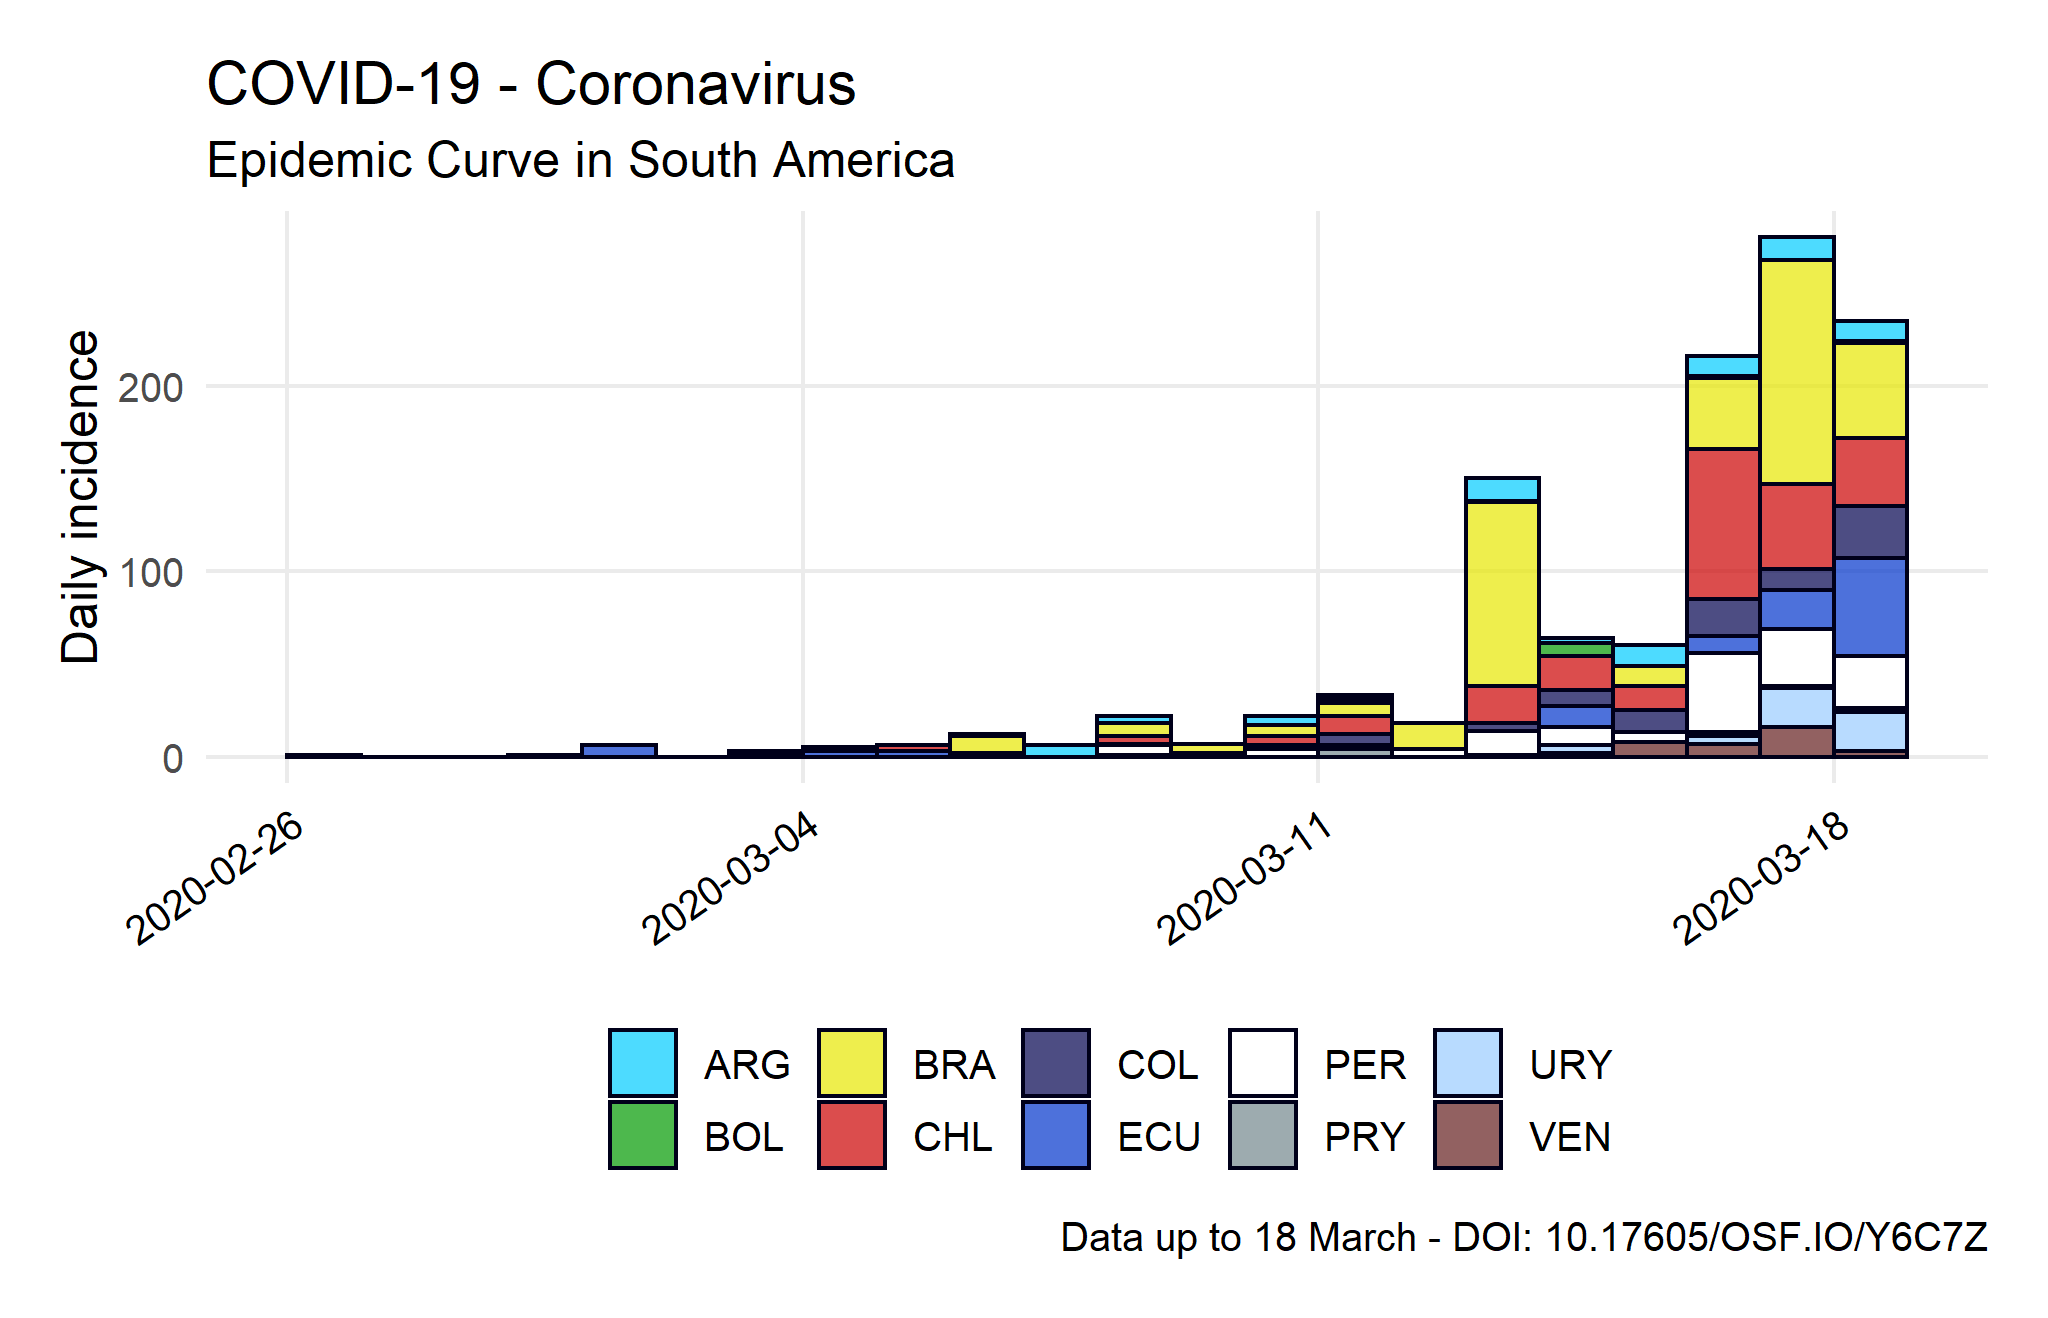 COVID-19 - Coronavirus
Epidemic Curve in South America
Daily incidence
200
100
0
2020-02-26
2020-03-04
2020-03-11
2020-03-18
ARG BRA COL PER URY
BOL CHL ECU PRY VEN
Data up to 18 March - DOI: 10.17605/OSF.IO/Y6C7Z